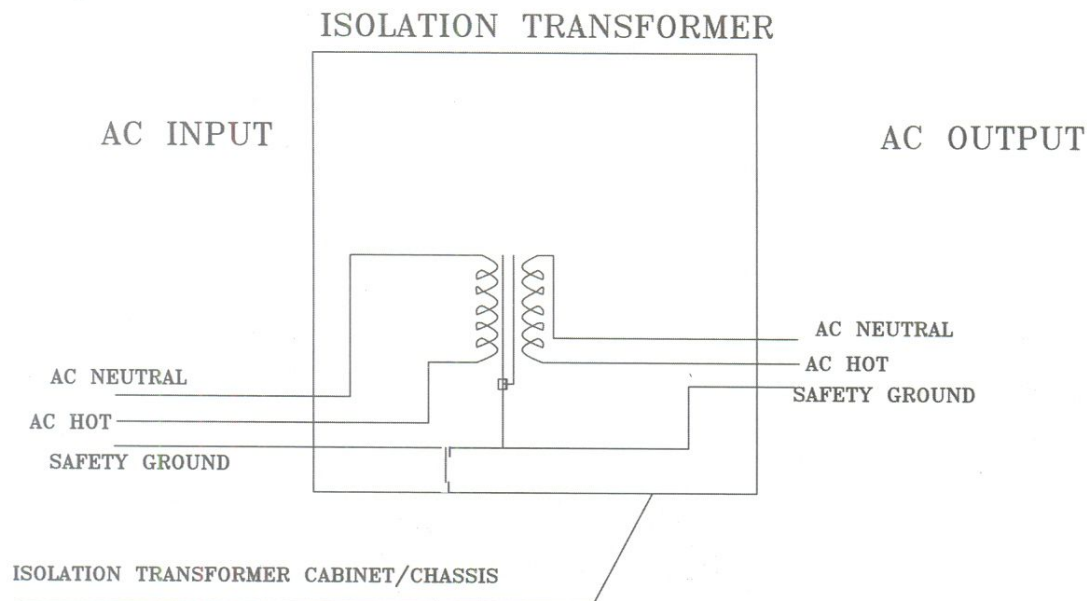 ISOLATION TRANSFORMER
AC INPUT
AC OUTPUT
AC NEUTRAL
AC HOT
SAFETY GROUND
AC NEUTRAL
AC HOT
SAFETY GROUND
ISOLATION TRANSFORMER CABINET/CHASSIS